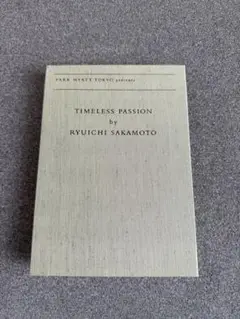 PARK HYATT TOKYO presents
TIMELESS PASSION
by
RYUICHI SAKAMOTO